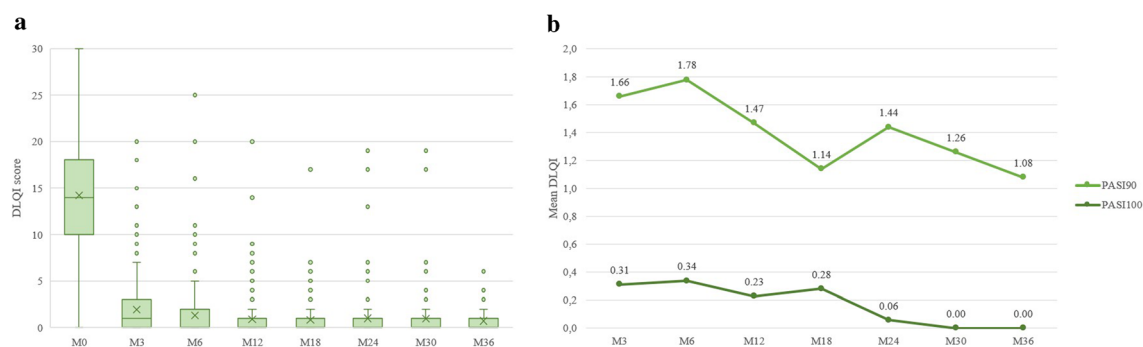 a
30
25
20
15
10
5
0
DLQI score
M0 M3 M6 M12 M18 M24 M30 M36
b
2,0
1,8
1,6
1,4
1,2
1,0
0,8
0,6
0,4
0,2
0,0
Mean DLQI
1.66 1.78 1.47 1.14 1.44 1.26 1.08
0.31 0.34 0.23 0.28 0.06 0.00 0.00
M3 M6 M12 M18 M24 M30 M36
PASI90
PASI100